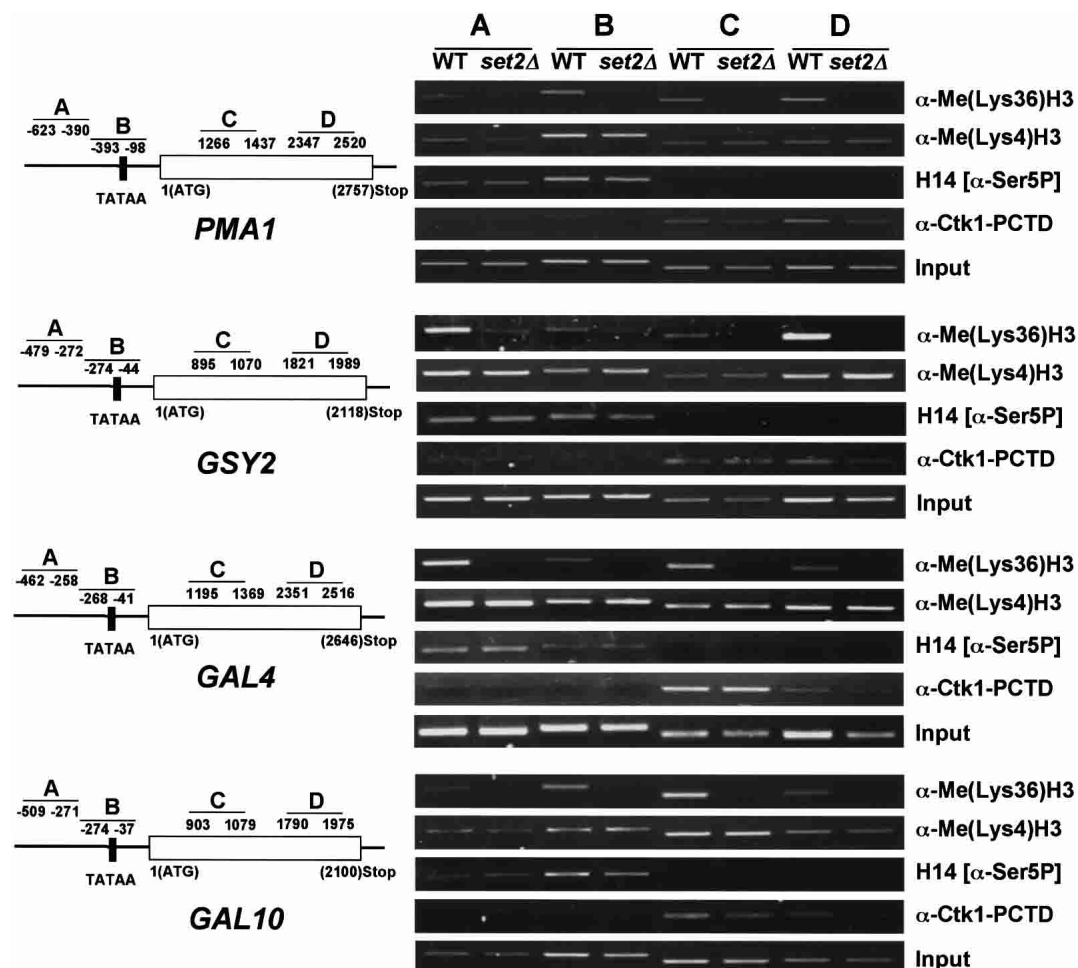 A B C D
WT set2Δ WT set2Δ WT set2Δ WT set2Δ
A
-623 -390
B
-393 -98
C
1266 1437
D
2347 2520
TATAA
1(ATG)
(2757)Stop
PMA1
α-Me(Lys36)H3
α-Me(Lys4)H3
H14 [α-Ser5P]
α-Ctk1-PCTD
Input
A
-479 -272
B
-274 -44
C
895 1070
D
1821 1989
TATAA
1(ATG)
(2118)Stop
GSY2
α-Me(Lys36)H3
α-Me(Lys4)H3
H14 [α-Ser5P]
α-Ctk1-PCTD
Input
A
-462 -258
B
-268 -41
C
1195 1369
D
2351 2516
TATAA
1(ATG)
(2646)Stop
GAL4
α-Me(Lys36)H3
α-Me(Lys4)H3
H14 [α-Ser5P]
α-Ctk1-PCTD
Input
A
-509 -271
B
-274 -37
C
903 1079
D
1790 1975
TATAA
1(ATG)
(2100)Stop
GAL10
α-Me(Lys36)H3
α-Me(Lys4)H3
H14 [α-Ser5P]
α-Ctk1-PCTD
Input